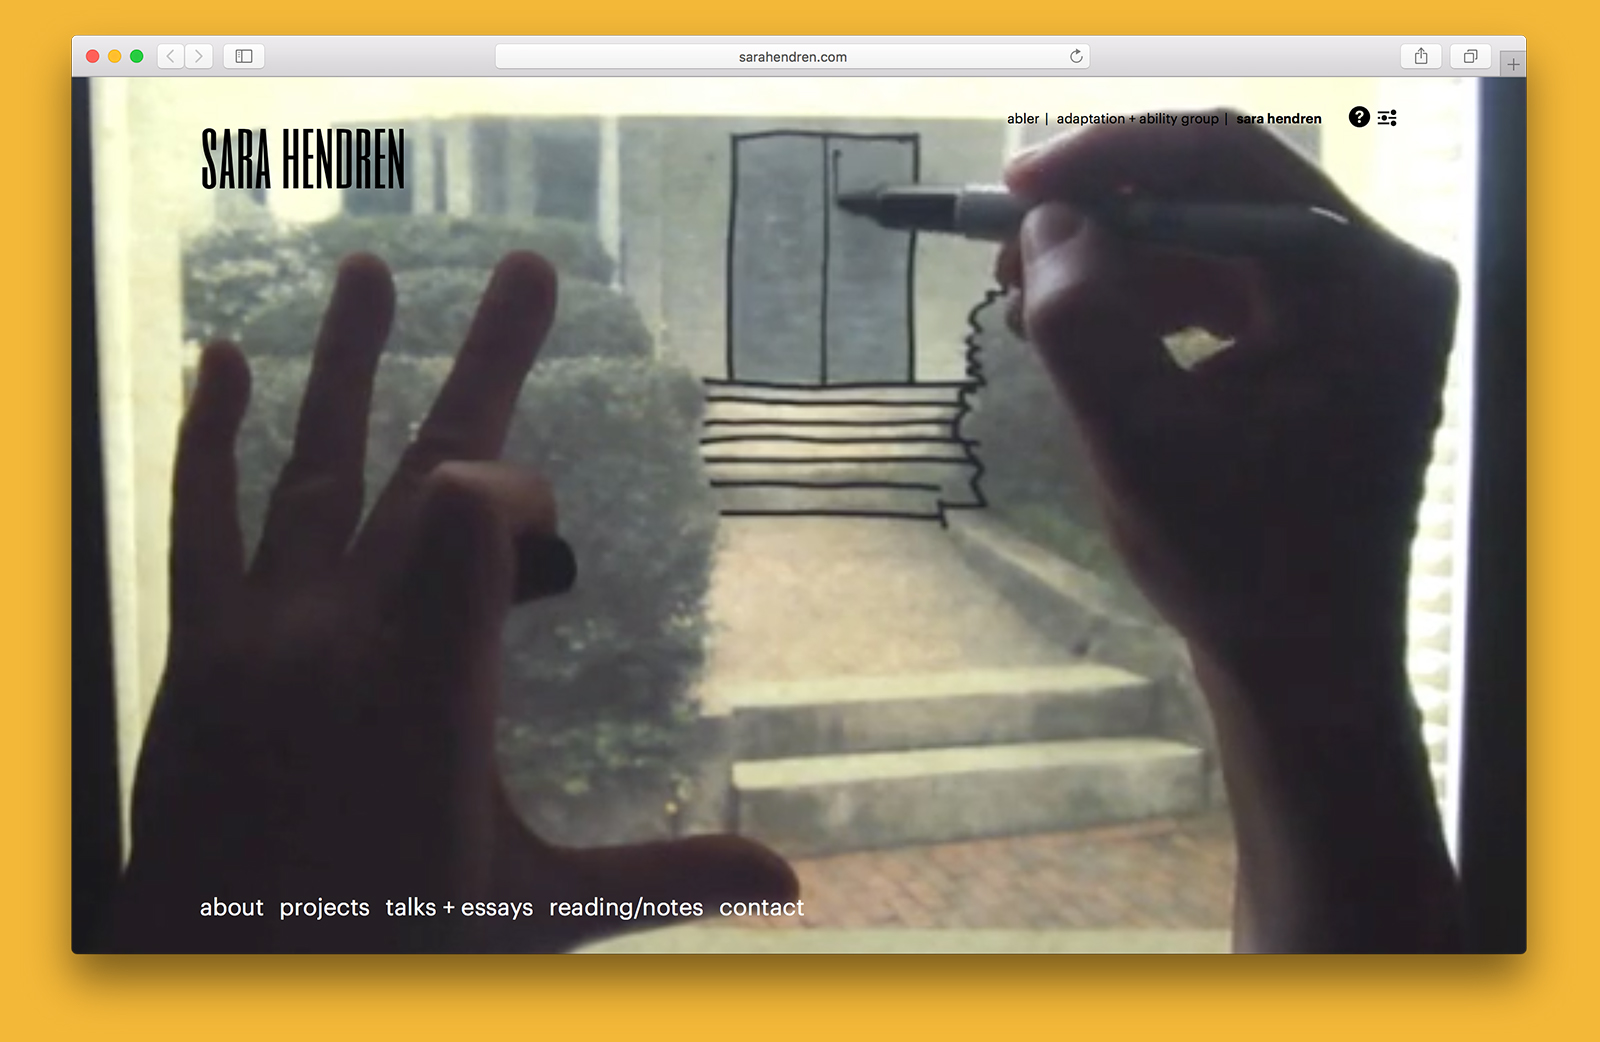 sarahendren.com
abler | adaptation + ability group | sara hendren ?
SARA HENDREN
about projects talks + essays reading/notes contact